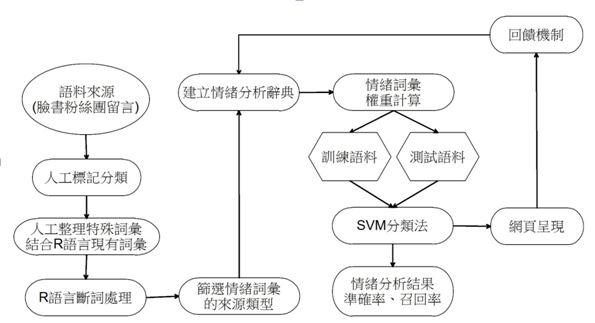 回饋機制
語料來源
(臉書粉絲團留言)
建立情緒分析辭典
情緒詞彙
權重計算
訓練語料
測試語料
人工標記分類
人工整理特殊詞彙
結合R語言現有詞彙
SVM分類法
網頁呈現
R語言斷詞處理
篩選情緒詞彙
的來源類型
情緒分析結果
準確率、召回率